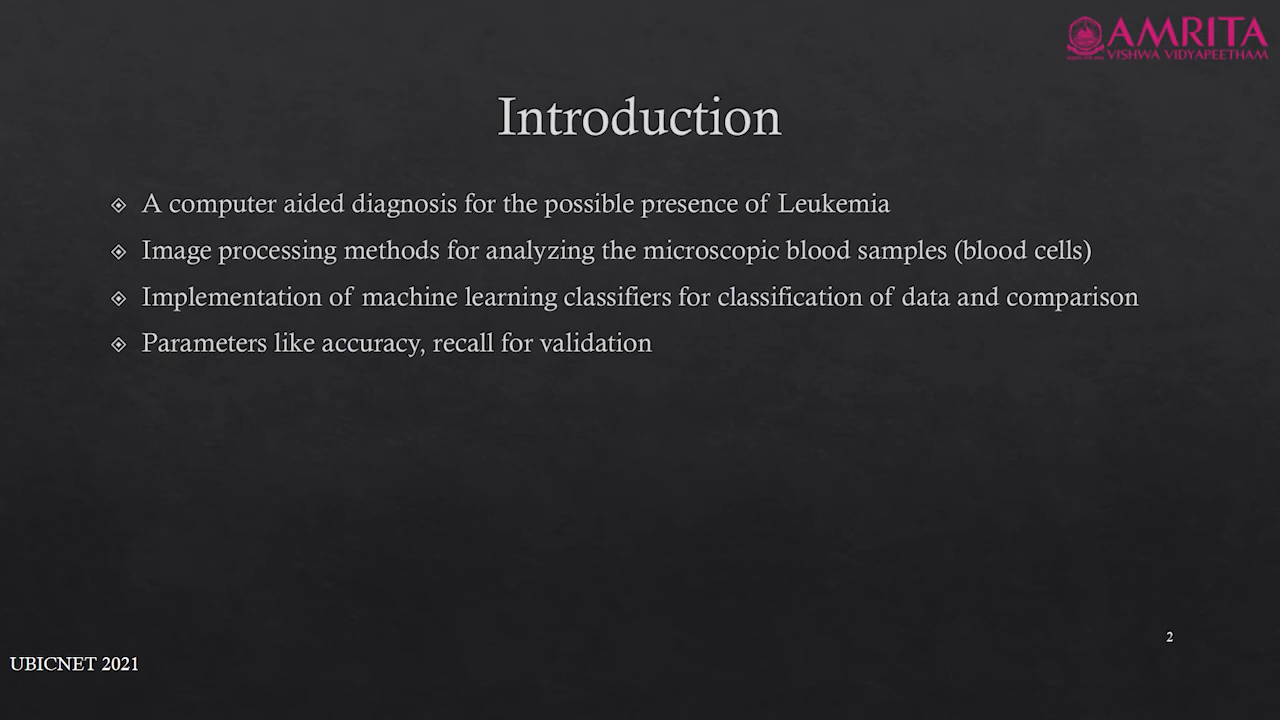 AMRITA
VISHWA VIDYAPEETHAM
Introduction
A computer aided diagnosis for the possible presence of Leukemia
Image processing methods for analyzing the microscopic blood samples (blood cells)
Implementation of machine learning classifiers for classification of data and comparison
Parameters like accuracy, recall for validation
2
UBICNET 2021